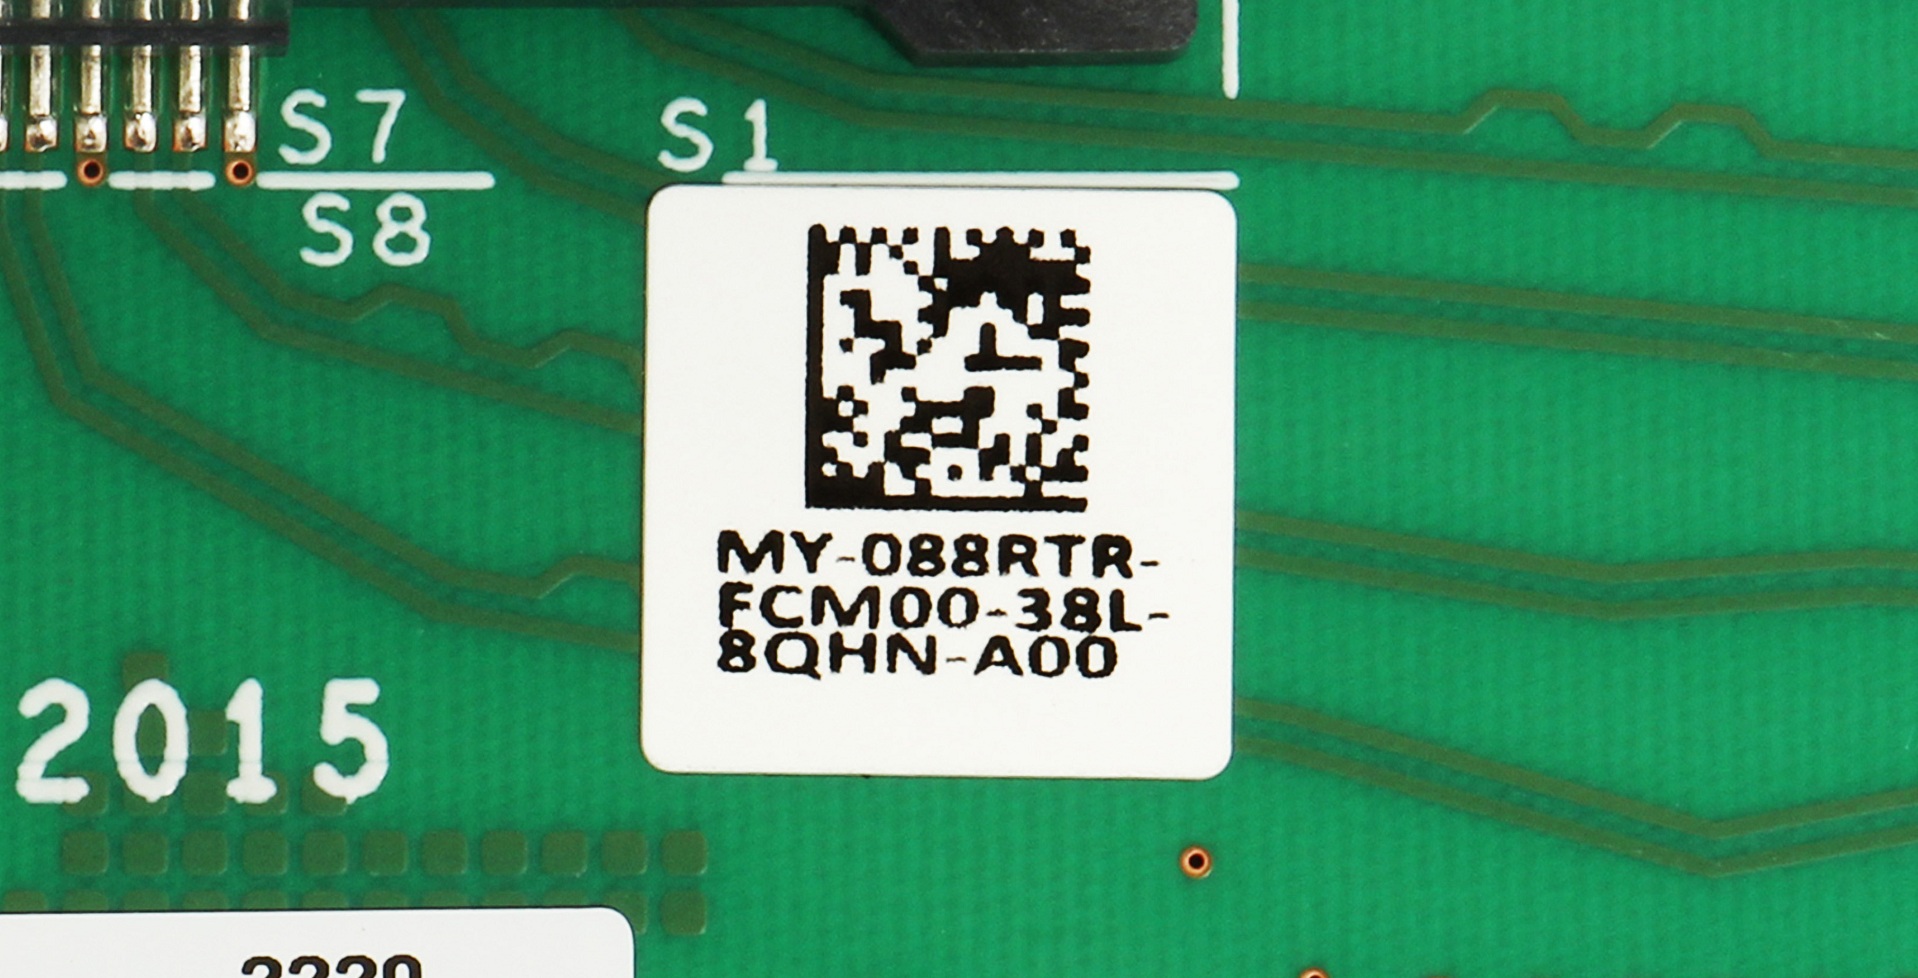 S7
S1
S8
MY-088RTR-
FCM00-38L-
8QHN-A00
2015